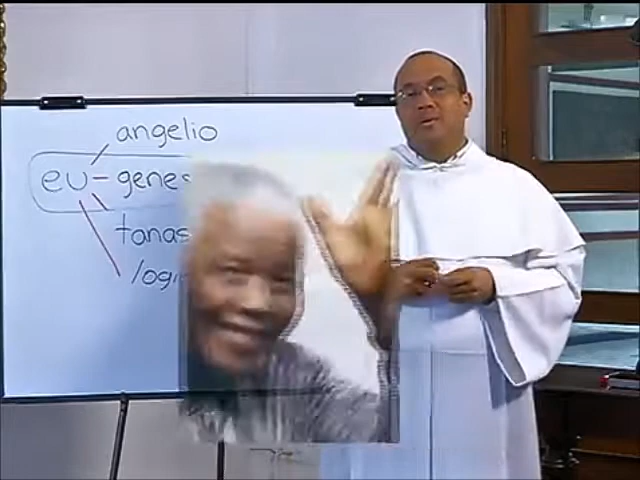 angelio
eu - genes
tanas
logi